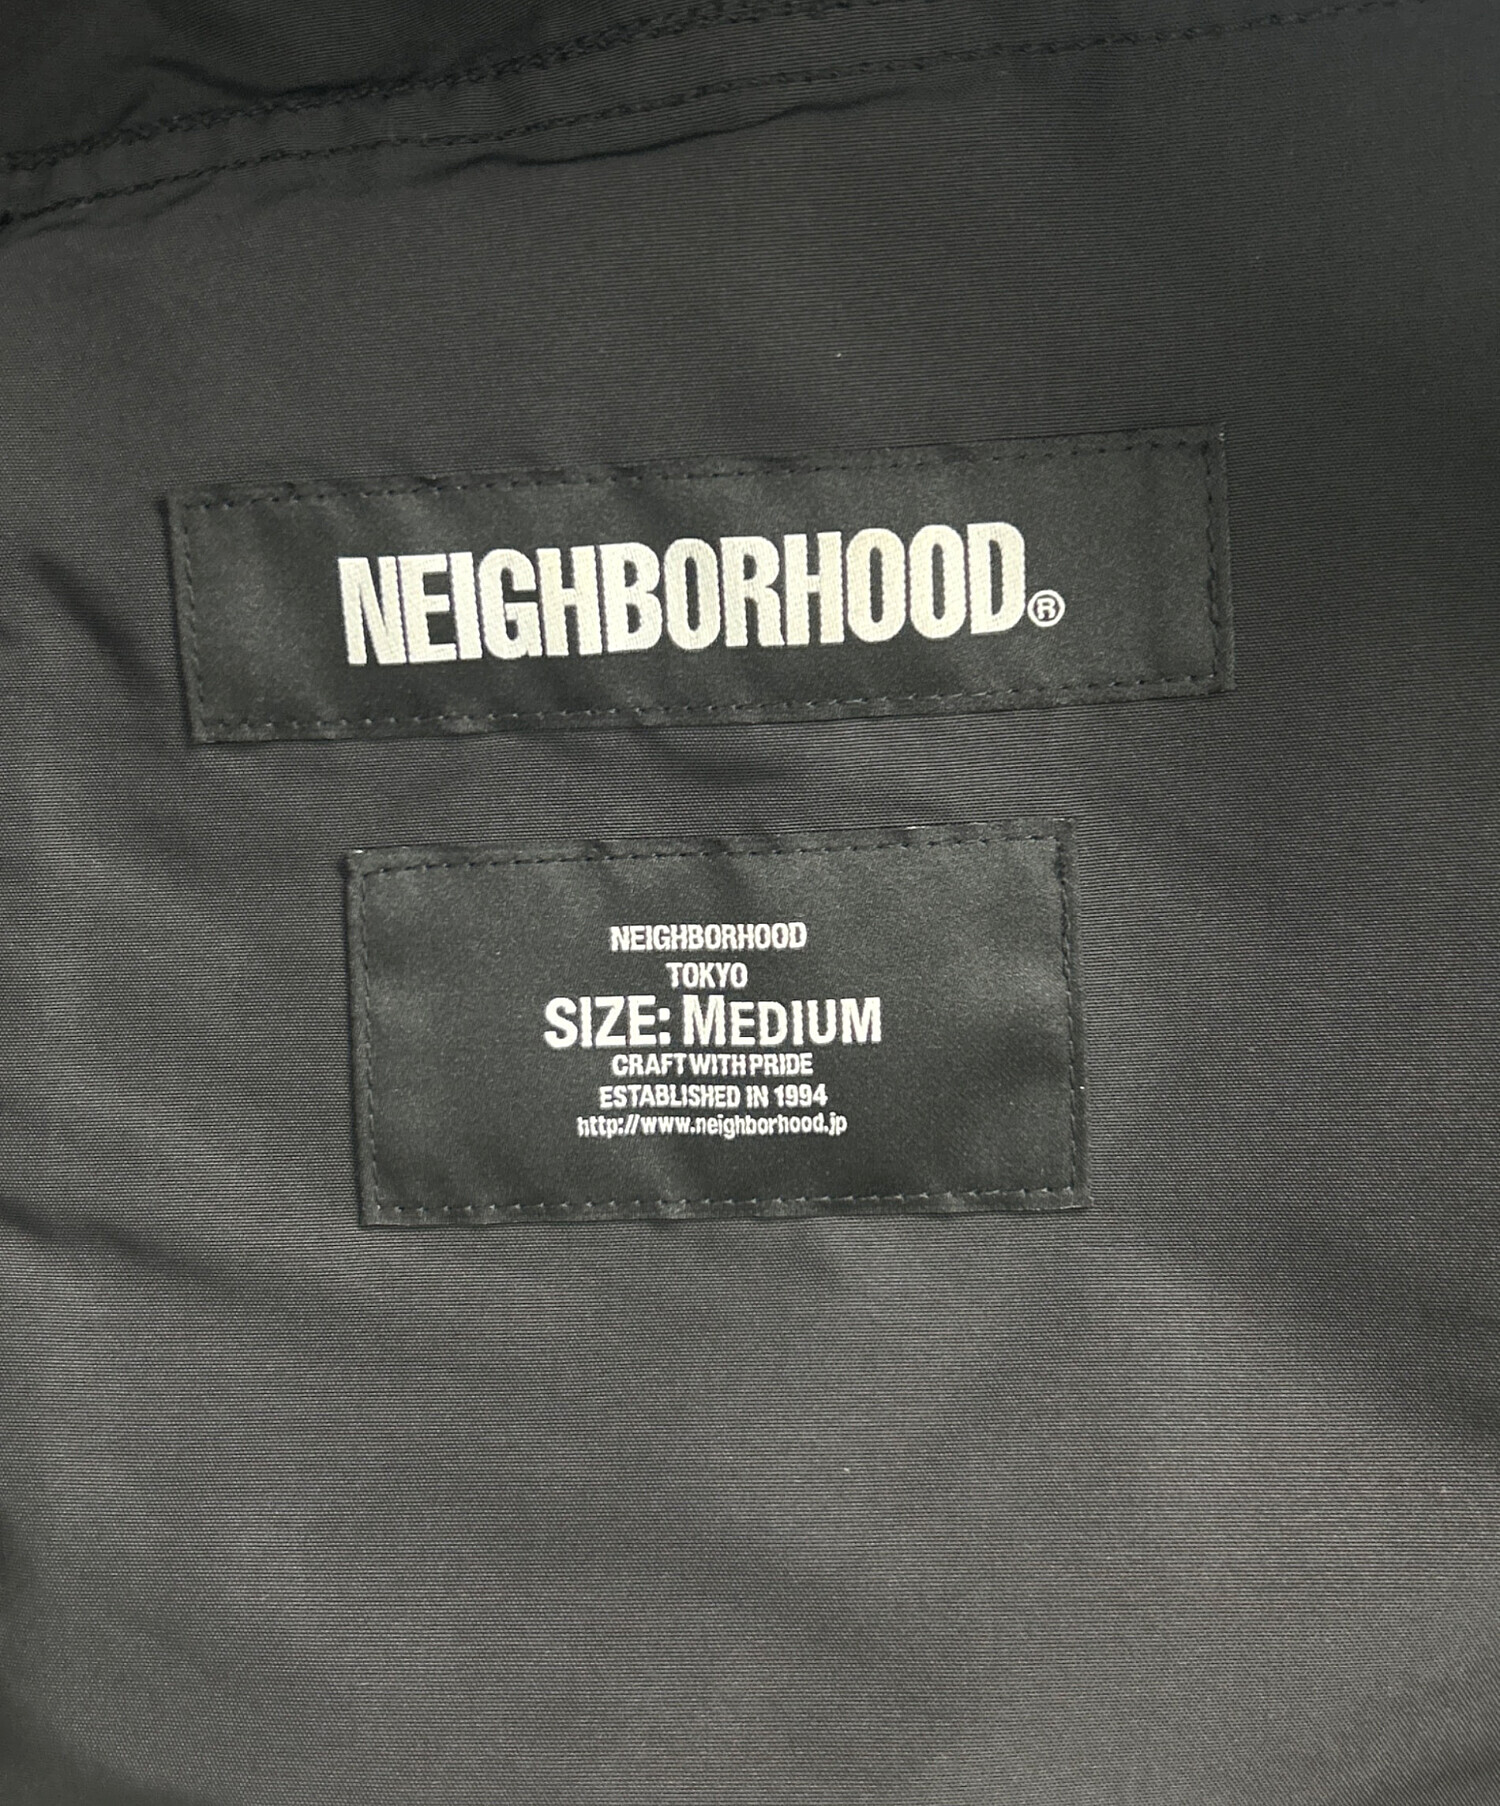 NEIGHBORHOOD®
NEIGHBORHOOD
TOKYO
SIZE: MEDIUM
CRAFT WITH PRIDE
ESTABLISHED IN 1994
http://www.neighborhood.jp